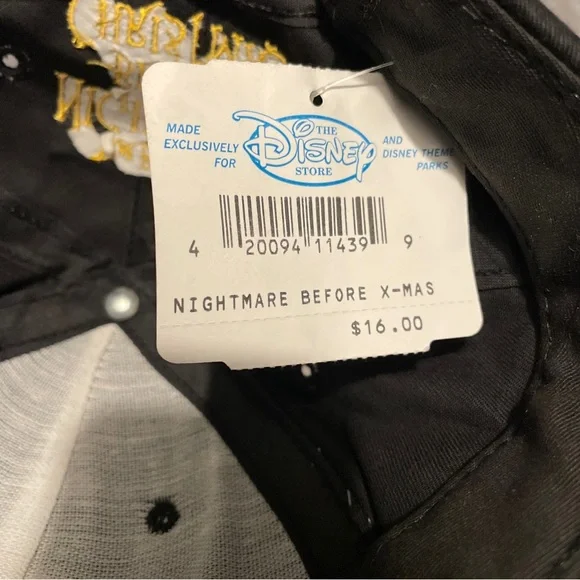 MADE
EXCLUSIVELY
FOR
THE
DISNEY
STORE
AND
DISNEY THEME
PARKS
4 20094 11439 9
NIGHTMARE BEFORE X-MAS
$16.00